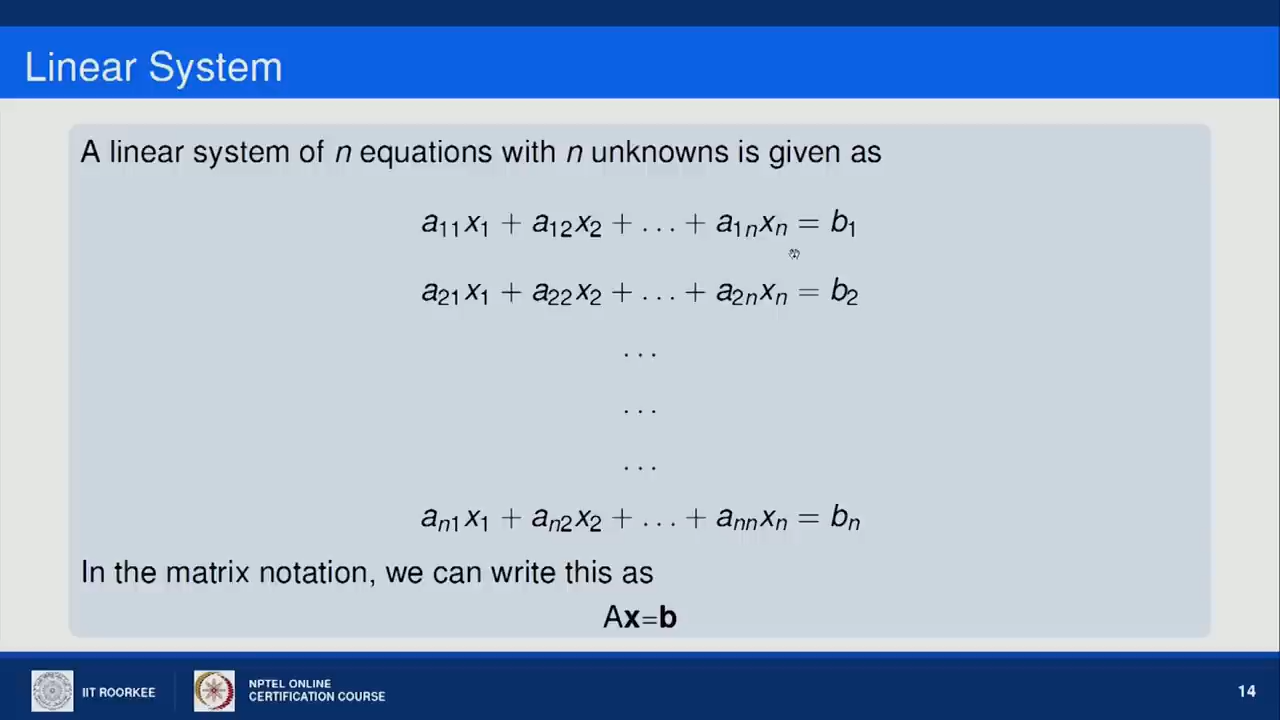 Linear System
A linear system of n equations with n unknowns is given as
a₁₁x₁ + a₁₂x₂ + . . . + a₁ₙxₙ = b₁
a₂₁x₁ + a₂₂x₂ + . . . + a₂ₙxₙ = b₂
. . .
. . .
. . .
aₙ₁x₁ + aₙ₂x₂ + . . . + aₙₙxₙ = bₙ
In the matrix notation, we can write this as
Ax=b
IIT ROORKEE
NPTEL ONLINE
CERTIFICATION COURSE
14